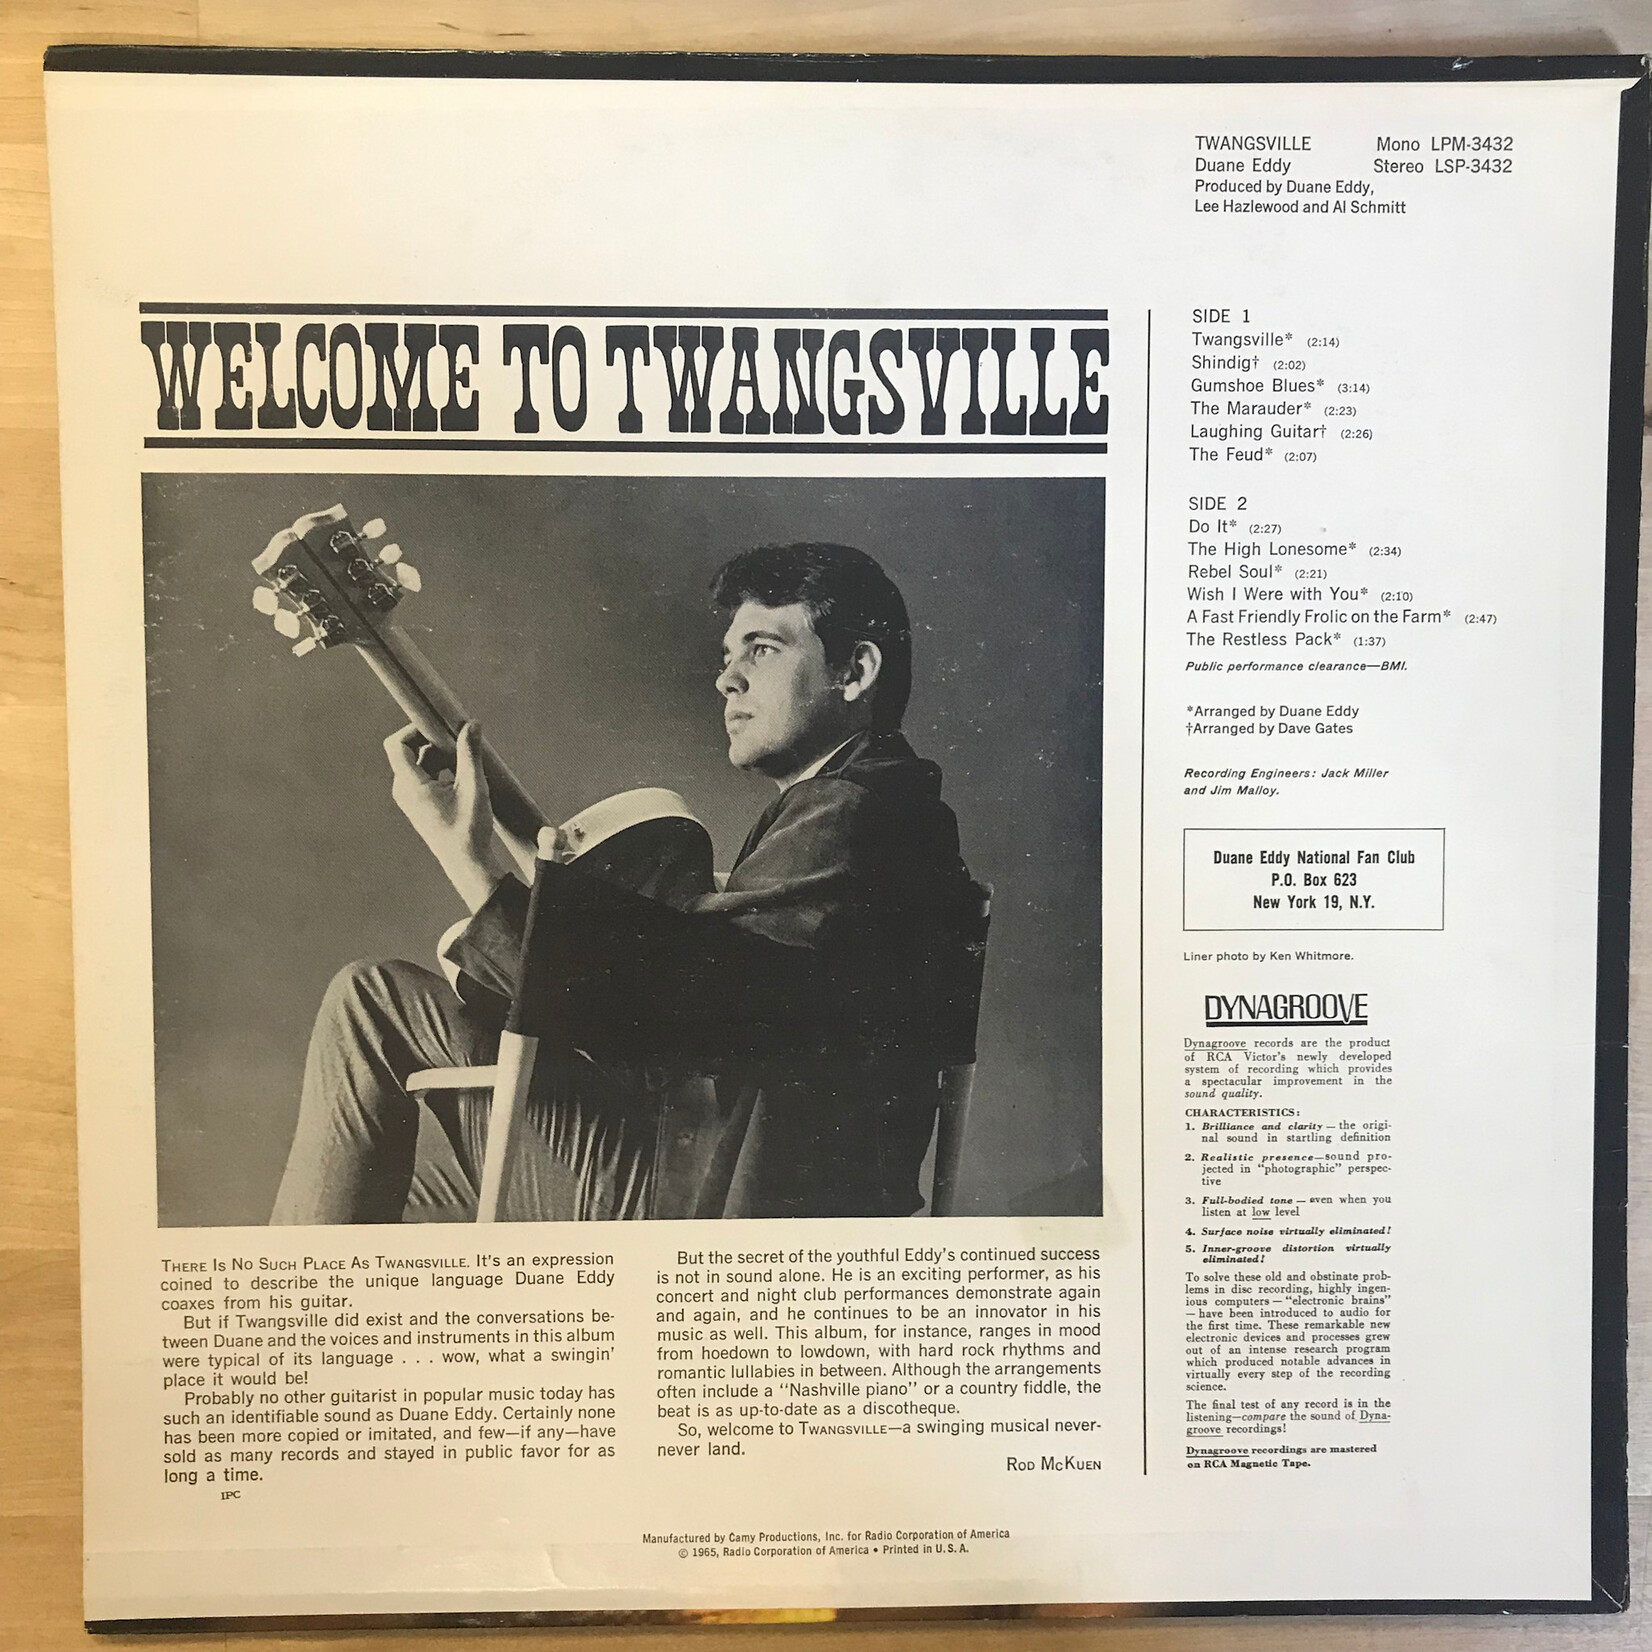 TWANGSVILLE Mono LPM-3432
Duane Eddy Stereo LSP-3432
Produced by Duane Eddy,
Lee Hazlewood and Al Schmitt
WELCOME TO TWANGSVILLE
SIDE 1
Twangsville* (2:14)
Shindig† (2:02)
Gumshoe Blues* (3:14)
The Marauder* (2:23)
Laughing Guitar† (2:26)
The Feud* (2:07)
SIDE 2
Do It* (2:27)
The High Lonesome* (2:34)
Rebel Soul* (2:21)
Wish I Were with You* (2:10)
A Fast Friendly Frolic on the Farm* (2:47)
The Restless Pack* (1:37)
Public performance clearance—BMI.
*Arranged by Duane Eddy
†Arranged by Dave Gates
Recording Engineers: Jack Miller
and Jim Malloy.
Duane Eddy National Fan Club
P.O. Box 623
New York 19, N.Y.
Liner photo by Ken Whitmore.
DYNAGROOVE
Dynagroove records are the product
of RCA Victor's newly developed
system of recording which provides
a spectacular improvement in the
sound quality.
CHARACTERISTICS:
1. Brilliance and clarity — the origi-
nal sound in startling definition
2. Realistic presence—sound pro-
jected in "photographic" perspec-
tive
3. Full-bodied tone — even when you
listen at low level
4. Surface noise virtually eliminated!
5. Inner-groove distortion virtually
eliminated!
To solve these old and obstinate prob-
lems in disc recording, highly ingen-
ious computers — "electronic brains"
— have been introduced to audio for
the first time. These remarkable new
electronic devices and processes grew
out of an intense research program
which produced notable advances in
virtually every step of the recording
science.
The final test of any record is in the
listening—compare the sound of Dyna-
groove recordings!
Dynagroove recordings are mastered
on RCA Magnetic Tape.
THERE IS NO SUCH PLACE AS TWANGSVILLE. It's an expression
coined to describe the unique language Duane Eddy
coaxes from his guitar.
But if Twangsville did exist and the conversations be-
tween Duane and the voices and instruments in this album
were typical of its language . . . wow, what a swingin'
place it would be!
Probably no other guitarist in popular music today has
such an identifiable sound as Duane Eddy. Certainly none
has been more copied or imitated, and few—if any—have
sold as many records and stayed in public favor for as
long a time.
IPC
But the secret of the youthful Eddy's continued success
is not in sound alone. He is an exciting performer, as his
concert and night club performances demonstrate again
and again, and he continues to be an innovator in his
music as well. This album, for instance, ranges in mood
from hoedown to lowdown, with hard rock rhythms and
romantic lullabies in between. Although the arrangements
often include a "Nashville piano" or a country fiddle, the
beat is as up-to-date as a discotheque.
So, welcome to TWANGSVILLE—a swinging musical never-
never land.
ROD MCKUEN
Manufactured by Camy Productions, Inc. for Radio Corporation of America
© 1965, Radio Corporation of America • Printed in U.S.A.